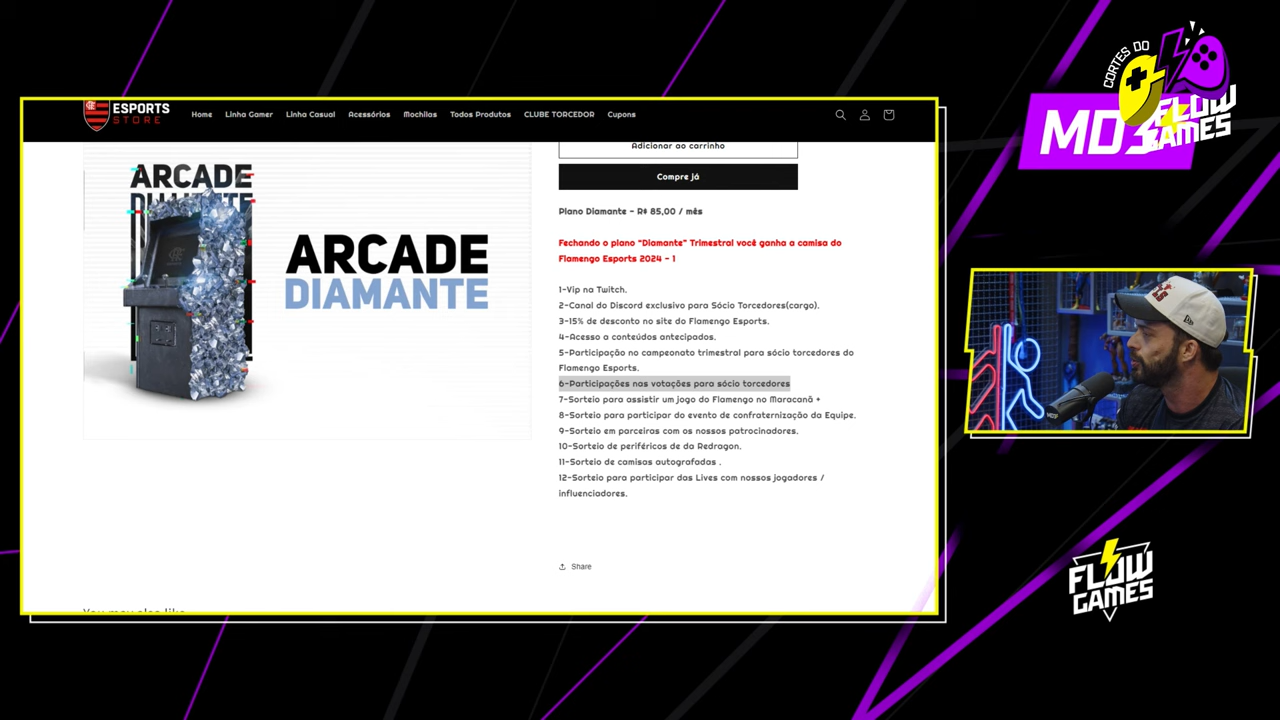 CORTES DO
FLOW
GAMES
MD3
ESPORTS
STORE
Home Linha Gamer Linha Casual Acessórios Mochilas Todos Produtos CLUBE TORCEDOR Cupons
Adicionar ao carrinho
Compre já
ARCADE
DIAMANTE
ARCADE
DIAMANTE
Plano Diamante - R$ 85,00 / mês
Fechando o plano "Diamante" Trimestral você ganha a camisa do
Flamengo Esports 2024 - 1
1-Vip na Twitch.
2-Canal do Discord exclusivo para Sócio Torcedores(cargo).
3-15% de desconto no site do Flamengo Esports.
4-Acesso a conteúdos antecipados.
5-Participação no campeonato trimestral para sócio torcedores do
Flamengo Esports.
6-Participações nas votações para sócio torcedores
7-Sorteio para assistir um jogo do Flamengo no Maracanã +
8-Sorteio para participar do evento de confraternização da Equipe.
9-Sorteio em parceiras com os nossos patrocinadores.
10-Sorteio de periféricos de da Redragon.
11-Sorteio de camisas autografadas .
12-Sorteio para participar das Lives com nossos jogadores /
influenciadores.
Share
You may also like
FLOW
GAMES